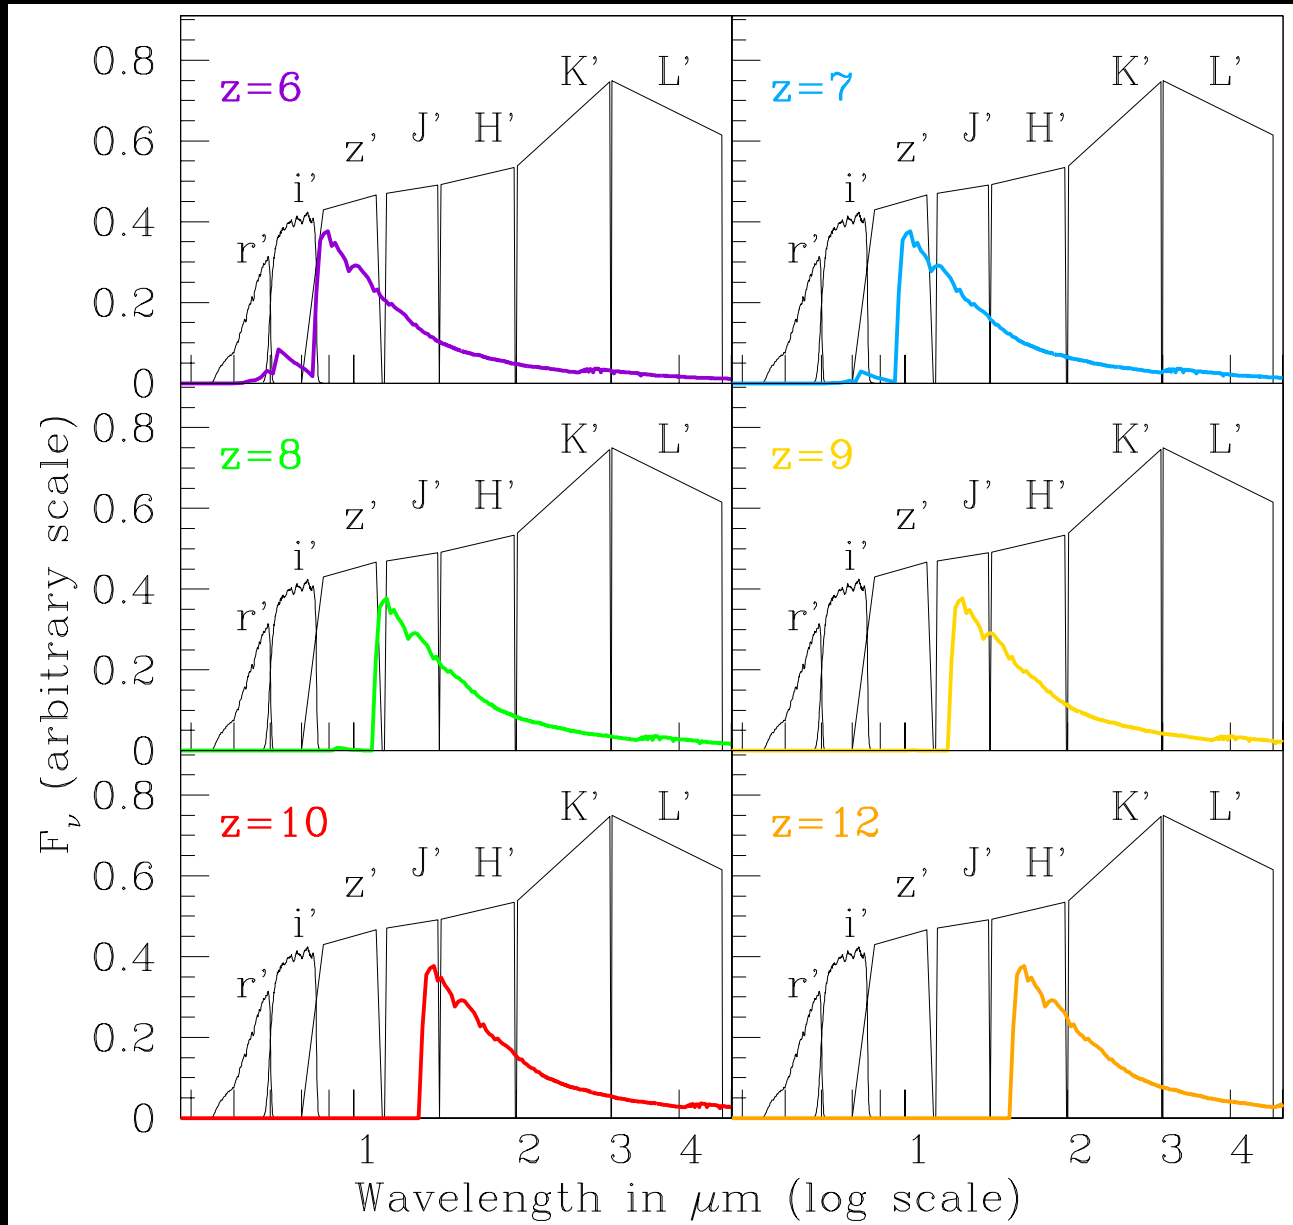 0.8
z=6
r’ i’ z’ J’ H’ K’ L’
0.6
0.4
0.2
0
z=7
r’ i’ z’ J’ H’ K’ L’
0.8
z=8
r’ i’ z’ J’ H’ K’ L’
0.6
0.4
0.2
0
z=9
r’ i’ z’ J’ H’ K’ L’
0.8
z=10
r’ i’ z’ J’ H’ K’ L’
0.6
0.4
0.2
0
z=12
r’ i’ z’ J’ H’ K’ L’
1 2 3 4
1 2 3 4
Fν (arbitrary scale)
Wavelength in μm (log scale)